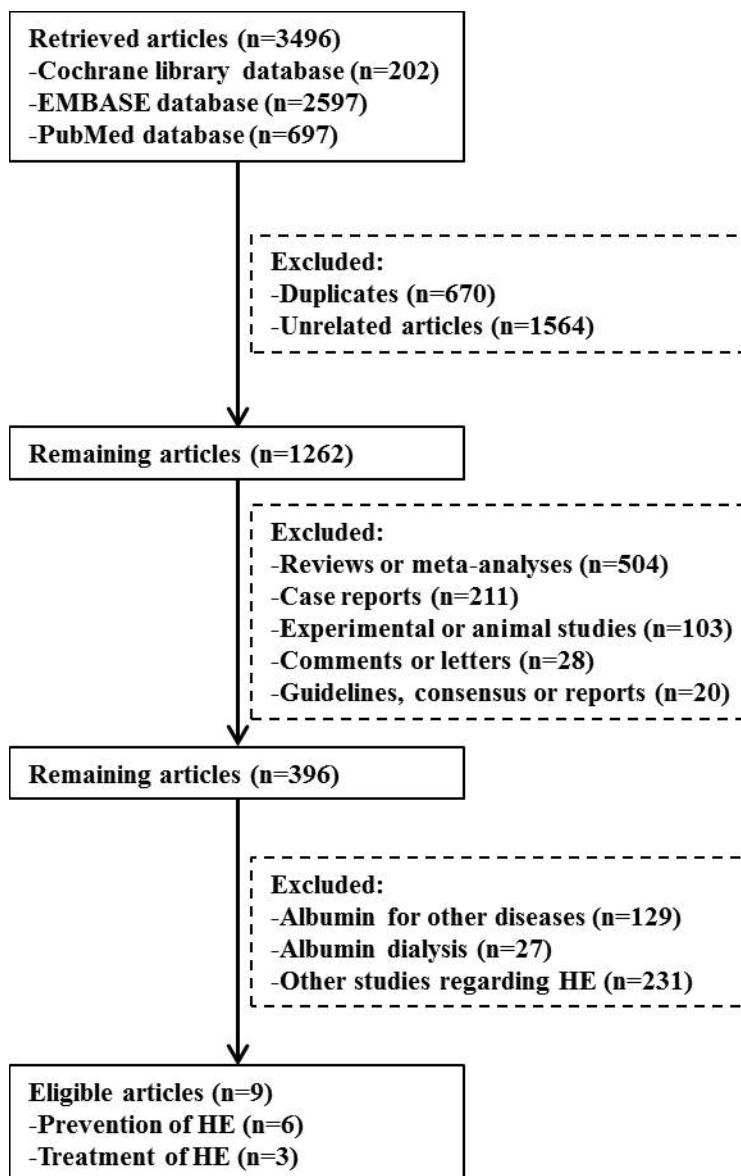 Retrieved articles (n=3496)
-Cochrane library database (n=202)
-EMBASE database (n=2597)
-PubMed database (n=697)
Excluded:
-Duplicates (n=670)
-Unrelated articles (n=1564)
Remaining articles (n=1262)
Excluded:
-Reviews or meta-analyses (n=504)
-Case reports (n=211)
-Experimental or animal studies (n=103)
-Comments or letters (n=28)
-Guidelines, consensus or reports (n=20)
Remaining articles (n=396)
Excluded:
-Albumin for other diseases (n=129)
-Albumin dialysis (n=27)
-Other studies regarding HE (n=231)
Eligible articles (n=9)
-Prevention of HE (n=6)
-Treatment of HE (n=3)